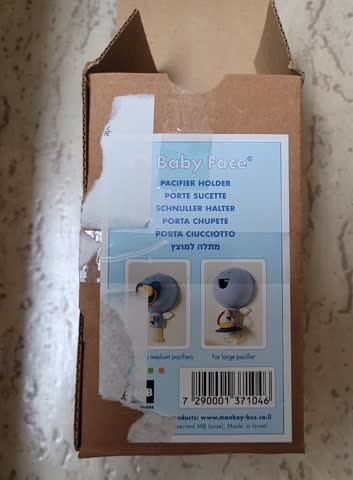 Baby Face©
PACIFIER HOLDER
PORTE SUCETTE
SCHNULLER HALTER
PORTA CHUPETE
PORTA CIUCCIOTTO
מתלה למוצץ
medium pacifiers
For large pacifier
7 290001 371046
products: www.monkey-bus.co.il
served MB Israel, Made in Israel